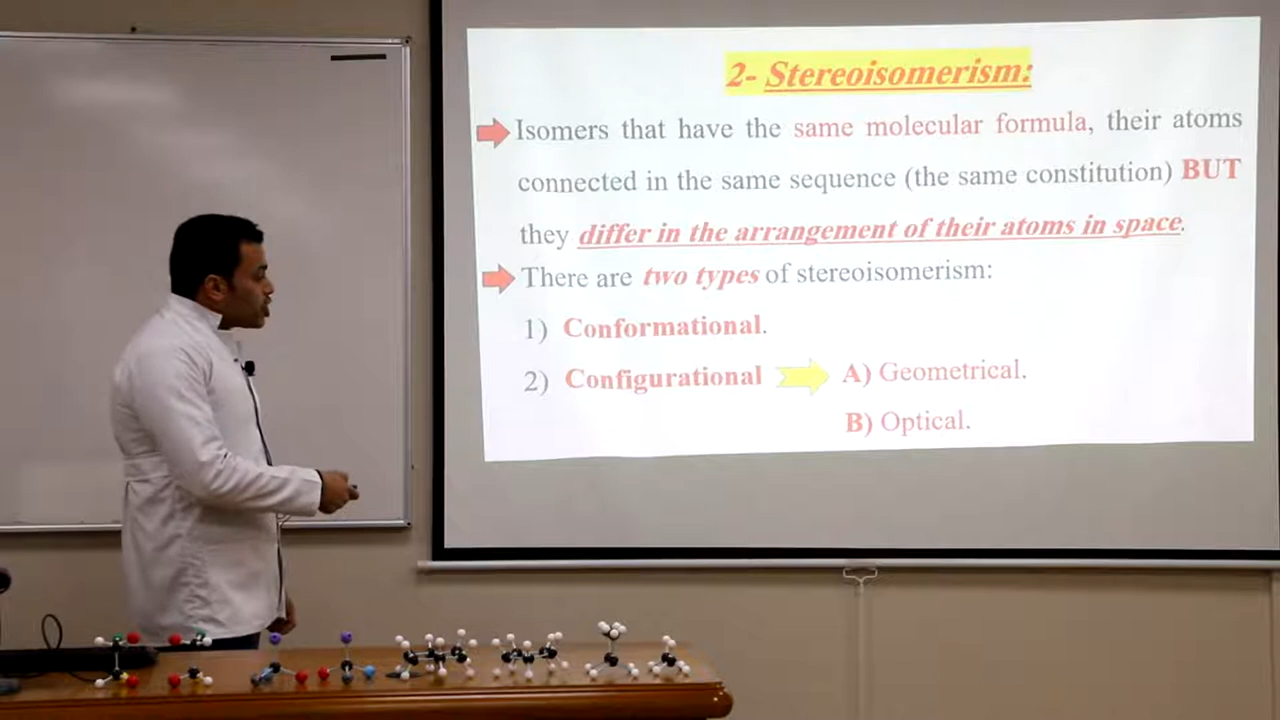 2- Stereoisomerism:
Isomers that have the same molecular formula, their atoms
connected in the same sequence (the same constitution) BUT
they differ in the arrangement of their atoms in space.
There are two types of stereoisomerism:
1) Conformational.
2) Configurational A) Geometrical.
B) Optical.